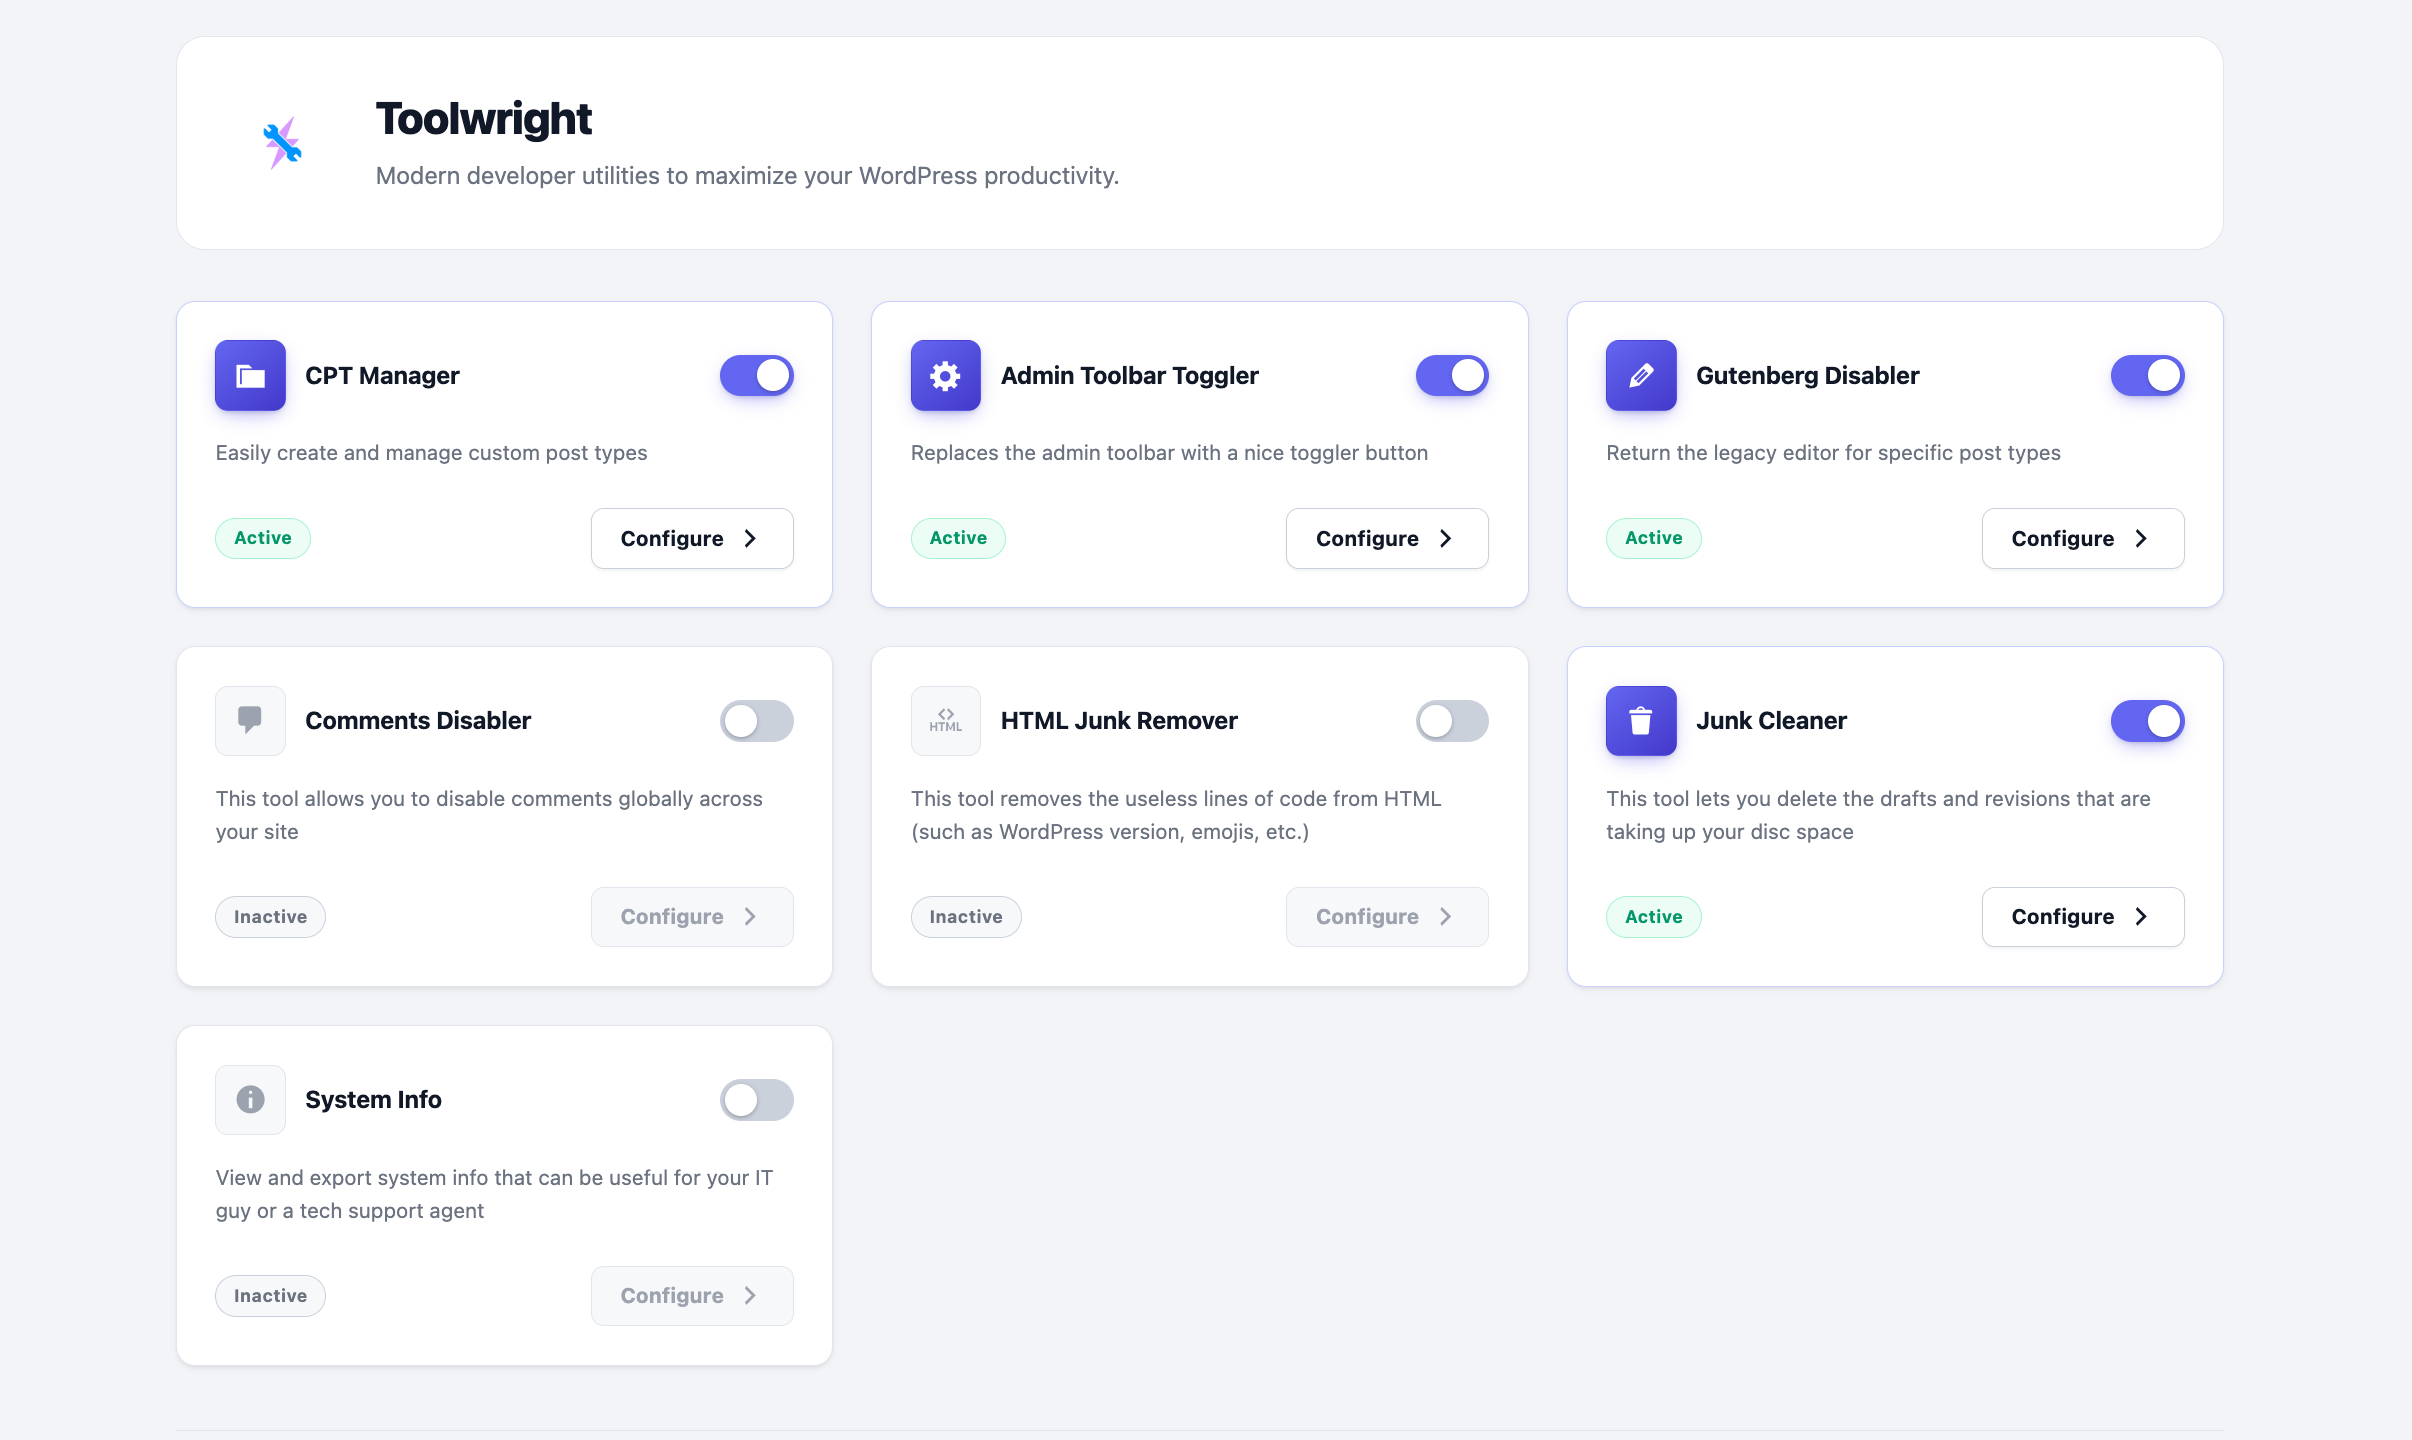 Toolwright
Modern developer utilities to maximize your WordPress productivity.
CPT Manager
Easily create and manage custom post types
Active
Configure
Admin Toolbar Toggler
Replaces the admin toolbar with a nice toggler button
Active
Configure
Gutenberg Disabler
Return the legacy editor for specific post types
Active
Configure
Comments Disabler
This tool allows you to disable comments globally across
your site
Inactive
Configure
HTML
HTML Junk Remover
This tool removes the useless lines of code from HTML
(such as WordPress version, emojis, etc.)
Inactive
Configure
Junk Cleaner
This tool lets you delete the drafts and revisions that are
taking up your disc space
Active
Configure
System Info
View and export system info that can be useful for your IT
guy or a tech support agent
Inactive
Configure